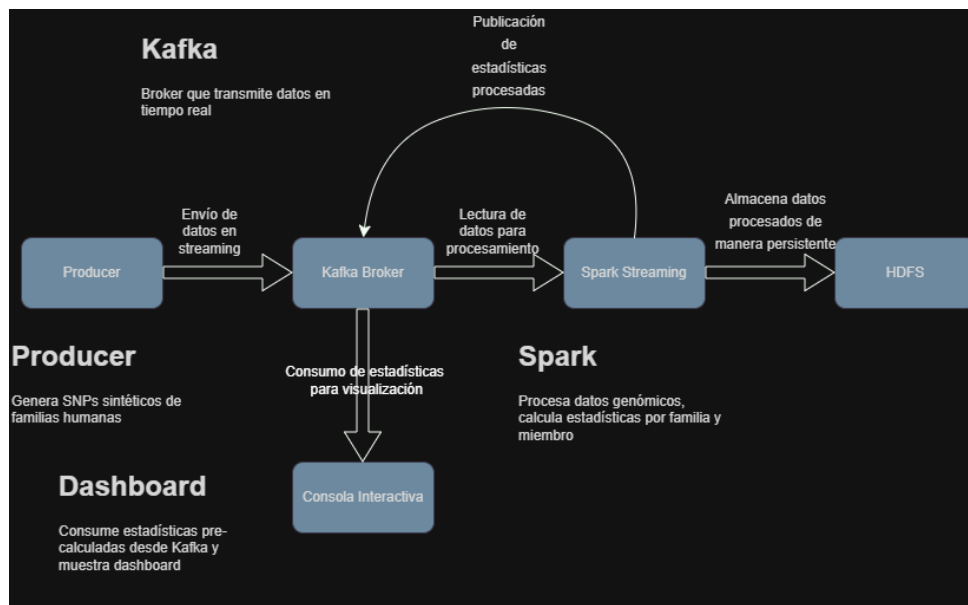 Publicación
de
estadísticas
procesadas
Kafka
Broker que transmite datos en
tiempo real
Envío de
datos en
streaming
Lectura de
datos para
procesamiento
Almacena datos
procesados de
manera persistente
Producer
Kafka Broker
Spark Streaming
HDFS
Producer
Genera SNPs sintéticos de
familias humanas
Consumo de estadísticas
para visualización
Spark
Procesa datos genómicos,
calcula estadísticas por familia y
miembro
Dashboard
Consume estadísticas pre-
calculadas desde Kafka y
muestra dashboard
Consola Interactiva